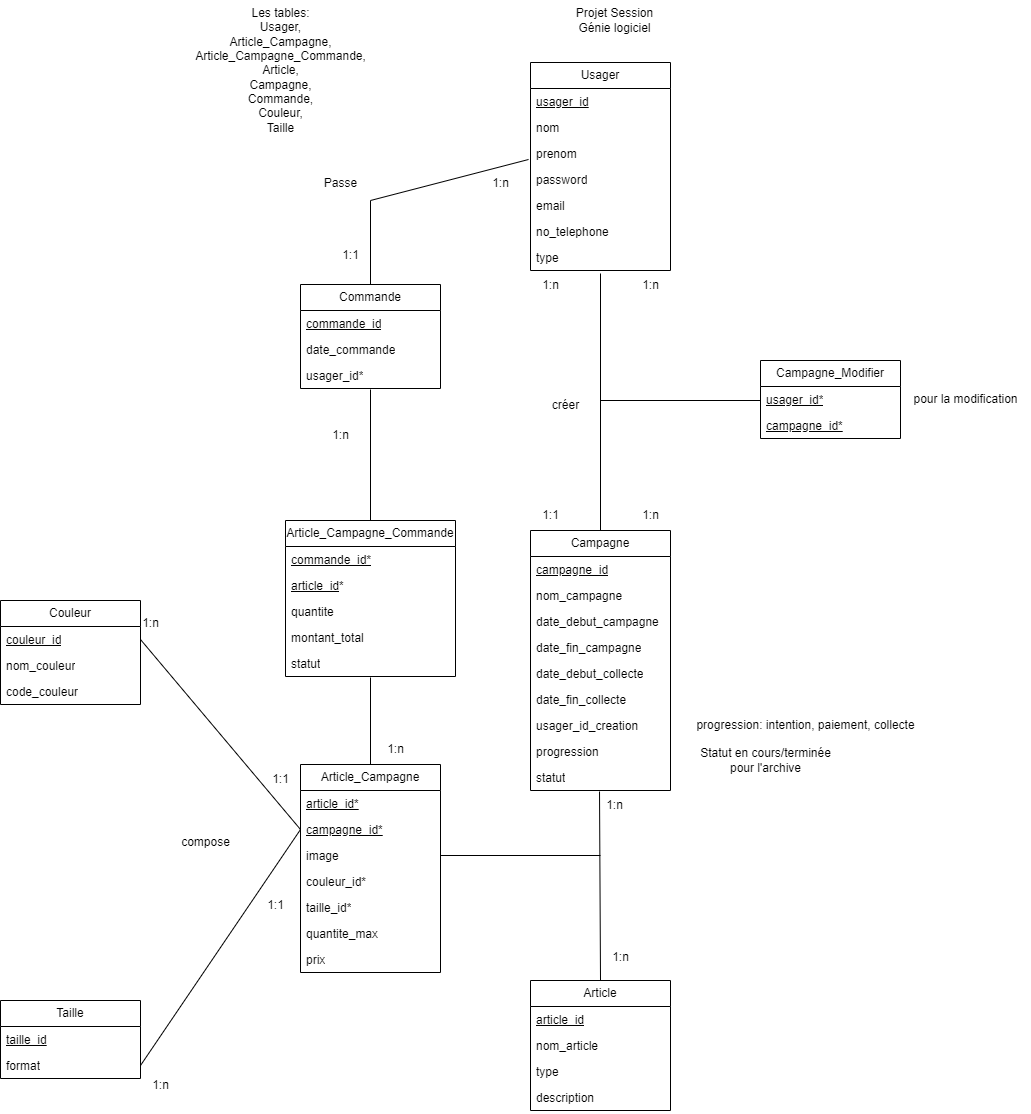 Les tables:
Usager,
Article_Campagne,
Article_Campagne_Commande,
Article,
Campagne,
Commande,
Couleur,
Taille
Projet Session
Génie logiciel
Usager
usager_id
nom
prenom
password
email
no_telephone
type
Passe
1:n
1:1
1:n
1:n
Commande
commande_id
date_commande
usager_id*
Campagne_Modifier
usager_id*
campagne_id*
pour la modification
créer
1:n
1:1
1:n
Article_Campagne_Commande
commande_id*
article_id*
quantite
montant_total
statut
Campagne
campagne_id
nom_campagne
date_debut_campagne
date_fin_campagne
date_debut_collecte
date_fin_collecte
usager_id_creation
progression
statut
progression: intention, paiement, collecte
Statut en cours/terminée
pour l'archive
Couleur
couleur_id
nom_couleur
code_couleur
1:n
1:n
1:1
1:n
Article_Campagne
article_id*
campagne_id*
image
couleur_id*
taille_id*
quantite_max
prix
compose
1:1
1:n
Taille
taille_id
format
1:n
Article
article_id
nom_article
type
description